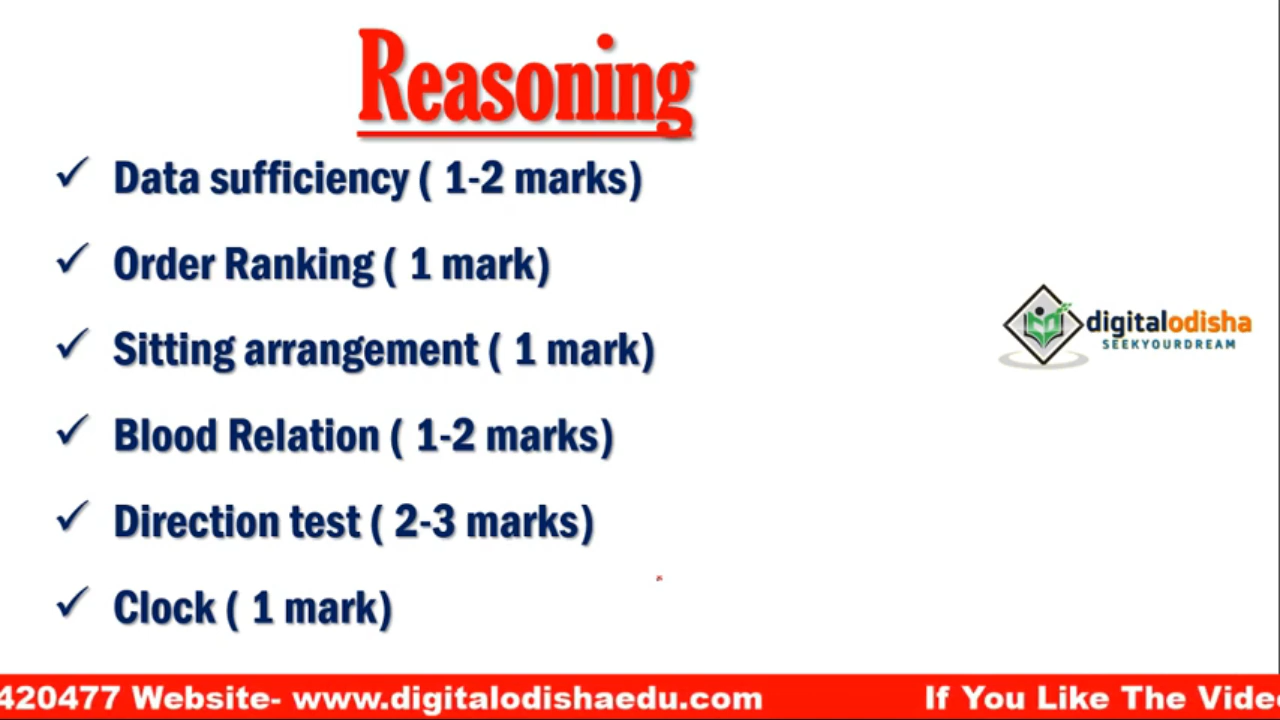 Reasoning
✓ Data sufficiency ( 1-2 marks)
✓ Order Ranking ( 1 mark)
✓ Sitting arrangement ( 1 mark)
digitalodisha
SEEKYOURDREAM
✓ Blood Relation ( 1-2 marks)
✓ Direction test ( 2-3 marks)
✓ Clock ( 1 mark)
420477 Website- www.digitalodishaedu.com If You Like The